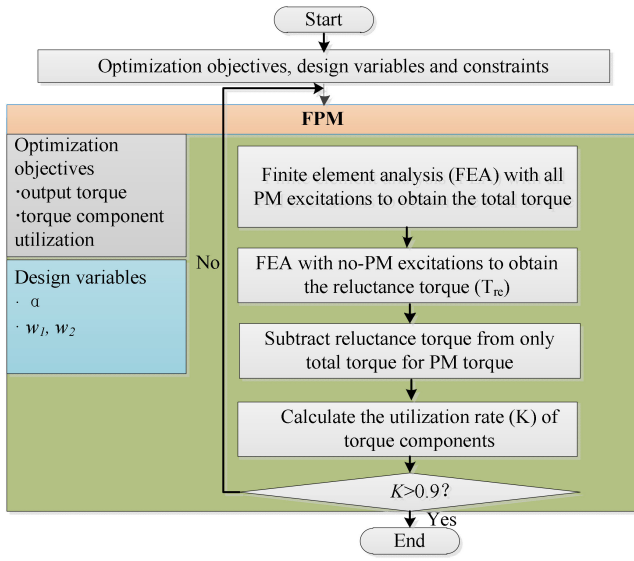 Start
Optimization objectives, design variables and constraints
FPM
Optimization
objectives
·output torque
·torque component
utilization
Design variables
· α
· w1, w2
No
Finite element analysis (FEA) with all
PM excitations to obtain the total torque
FEA with no-PM excitations to obtain
the reluctance torque (Tre)
Subtract reluctance torque from only
total torque for PM torque
Calculate the utilization rate (K) of
torque components
K>0.9?
Yes
End